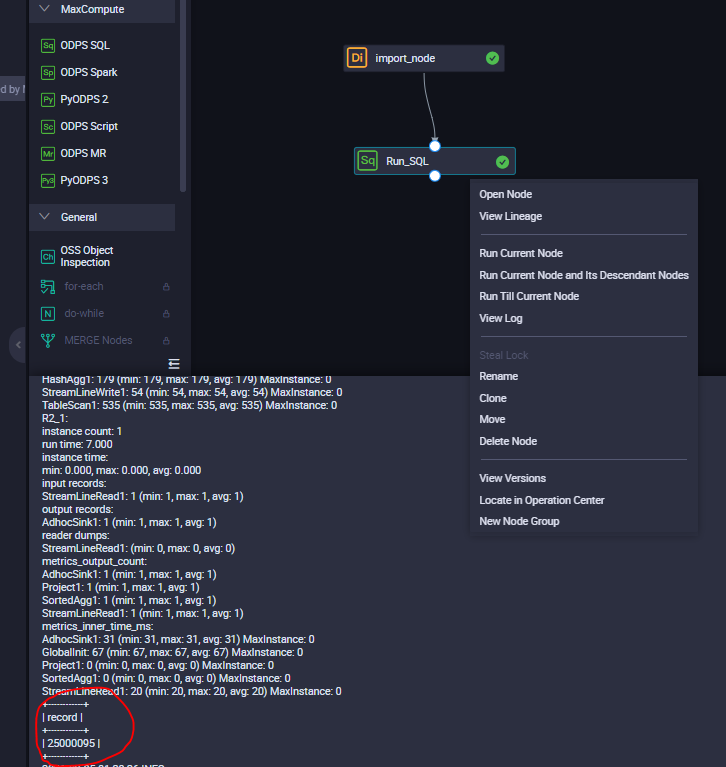 MaxCompute
Sq ODPS SQL
Sp ODPS Spark
ed by
Py PyODPS 2
Sc ODPS Script
Mr ODPS MR
Py3 PyODPS 3
General
Ch OSS Object
Inspection
for-each
N do-while
MERGE Nodes
Di import_node
Sq Run_SQL
Open Node
View Lineage
Run Current Node
Run Current Node and Its Descendant Nodes
Run Till Current Node
View Log
Steal Lock
Rename
Clone
Move
Delete Node
View Versions
Locate in Operation Center
New Node Group
HashAgg1: 179 (min: 179, max: 179, avg: 179) MaxInstance: 0
StreamLineWrite1: 54 (min: 54, max: 54, avg: 54) MaxInstance: 0
TableScan1: 535 (min: 535, max: 535, avg: 535) MaxInstance: 0
R2_1:
instance count: 1
run time: 7.000
instance time:
min: 0.000, max: 0.000, avg: 0.000
input records:
StreamLineRead1: 1 (min: 1, max: 1, avg: 1)
output records:
AdhocSink1: 1 (min: 1, max: 1, avg: 1)
reader dumps:
StreamLineRead1: (min: 0, max: 0, avg: 0)
metrics_output_count:
AdhocSink1: 1 (min: 1, max: 1, avg: 1)
Project1: 1 (min: 1, max: 1, avg: 1)
SortedAgg1: 1 (min: 1, max: 1, avg: 1)
StreamLineRead1: 1 (min: 1, max: 1, avg: 1)
metrics_inner_time_ms:
AdhocSink1: 31 (min: 31, max: 31, avg: 31) MaxInstance: 0
GlobalInit: 67 (min: 67, max: 67, avg: 67) MaxInstance: 0
Project1: 0 (min: 0, max: 0, avg: 0) MaxInstance: 0
SortedAgg1: 0 (min: 0, max: 0, avg: 0) MaxInstance: 0
StreamLineRead1: 20 (min: 20, max: 20, avg: 20) MaxInstance: 0
+------------+
| record |
+------------+
| 25000095 |
+------------+